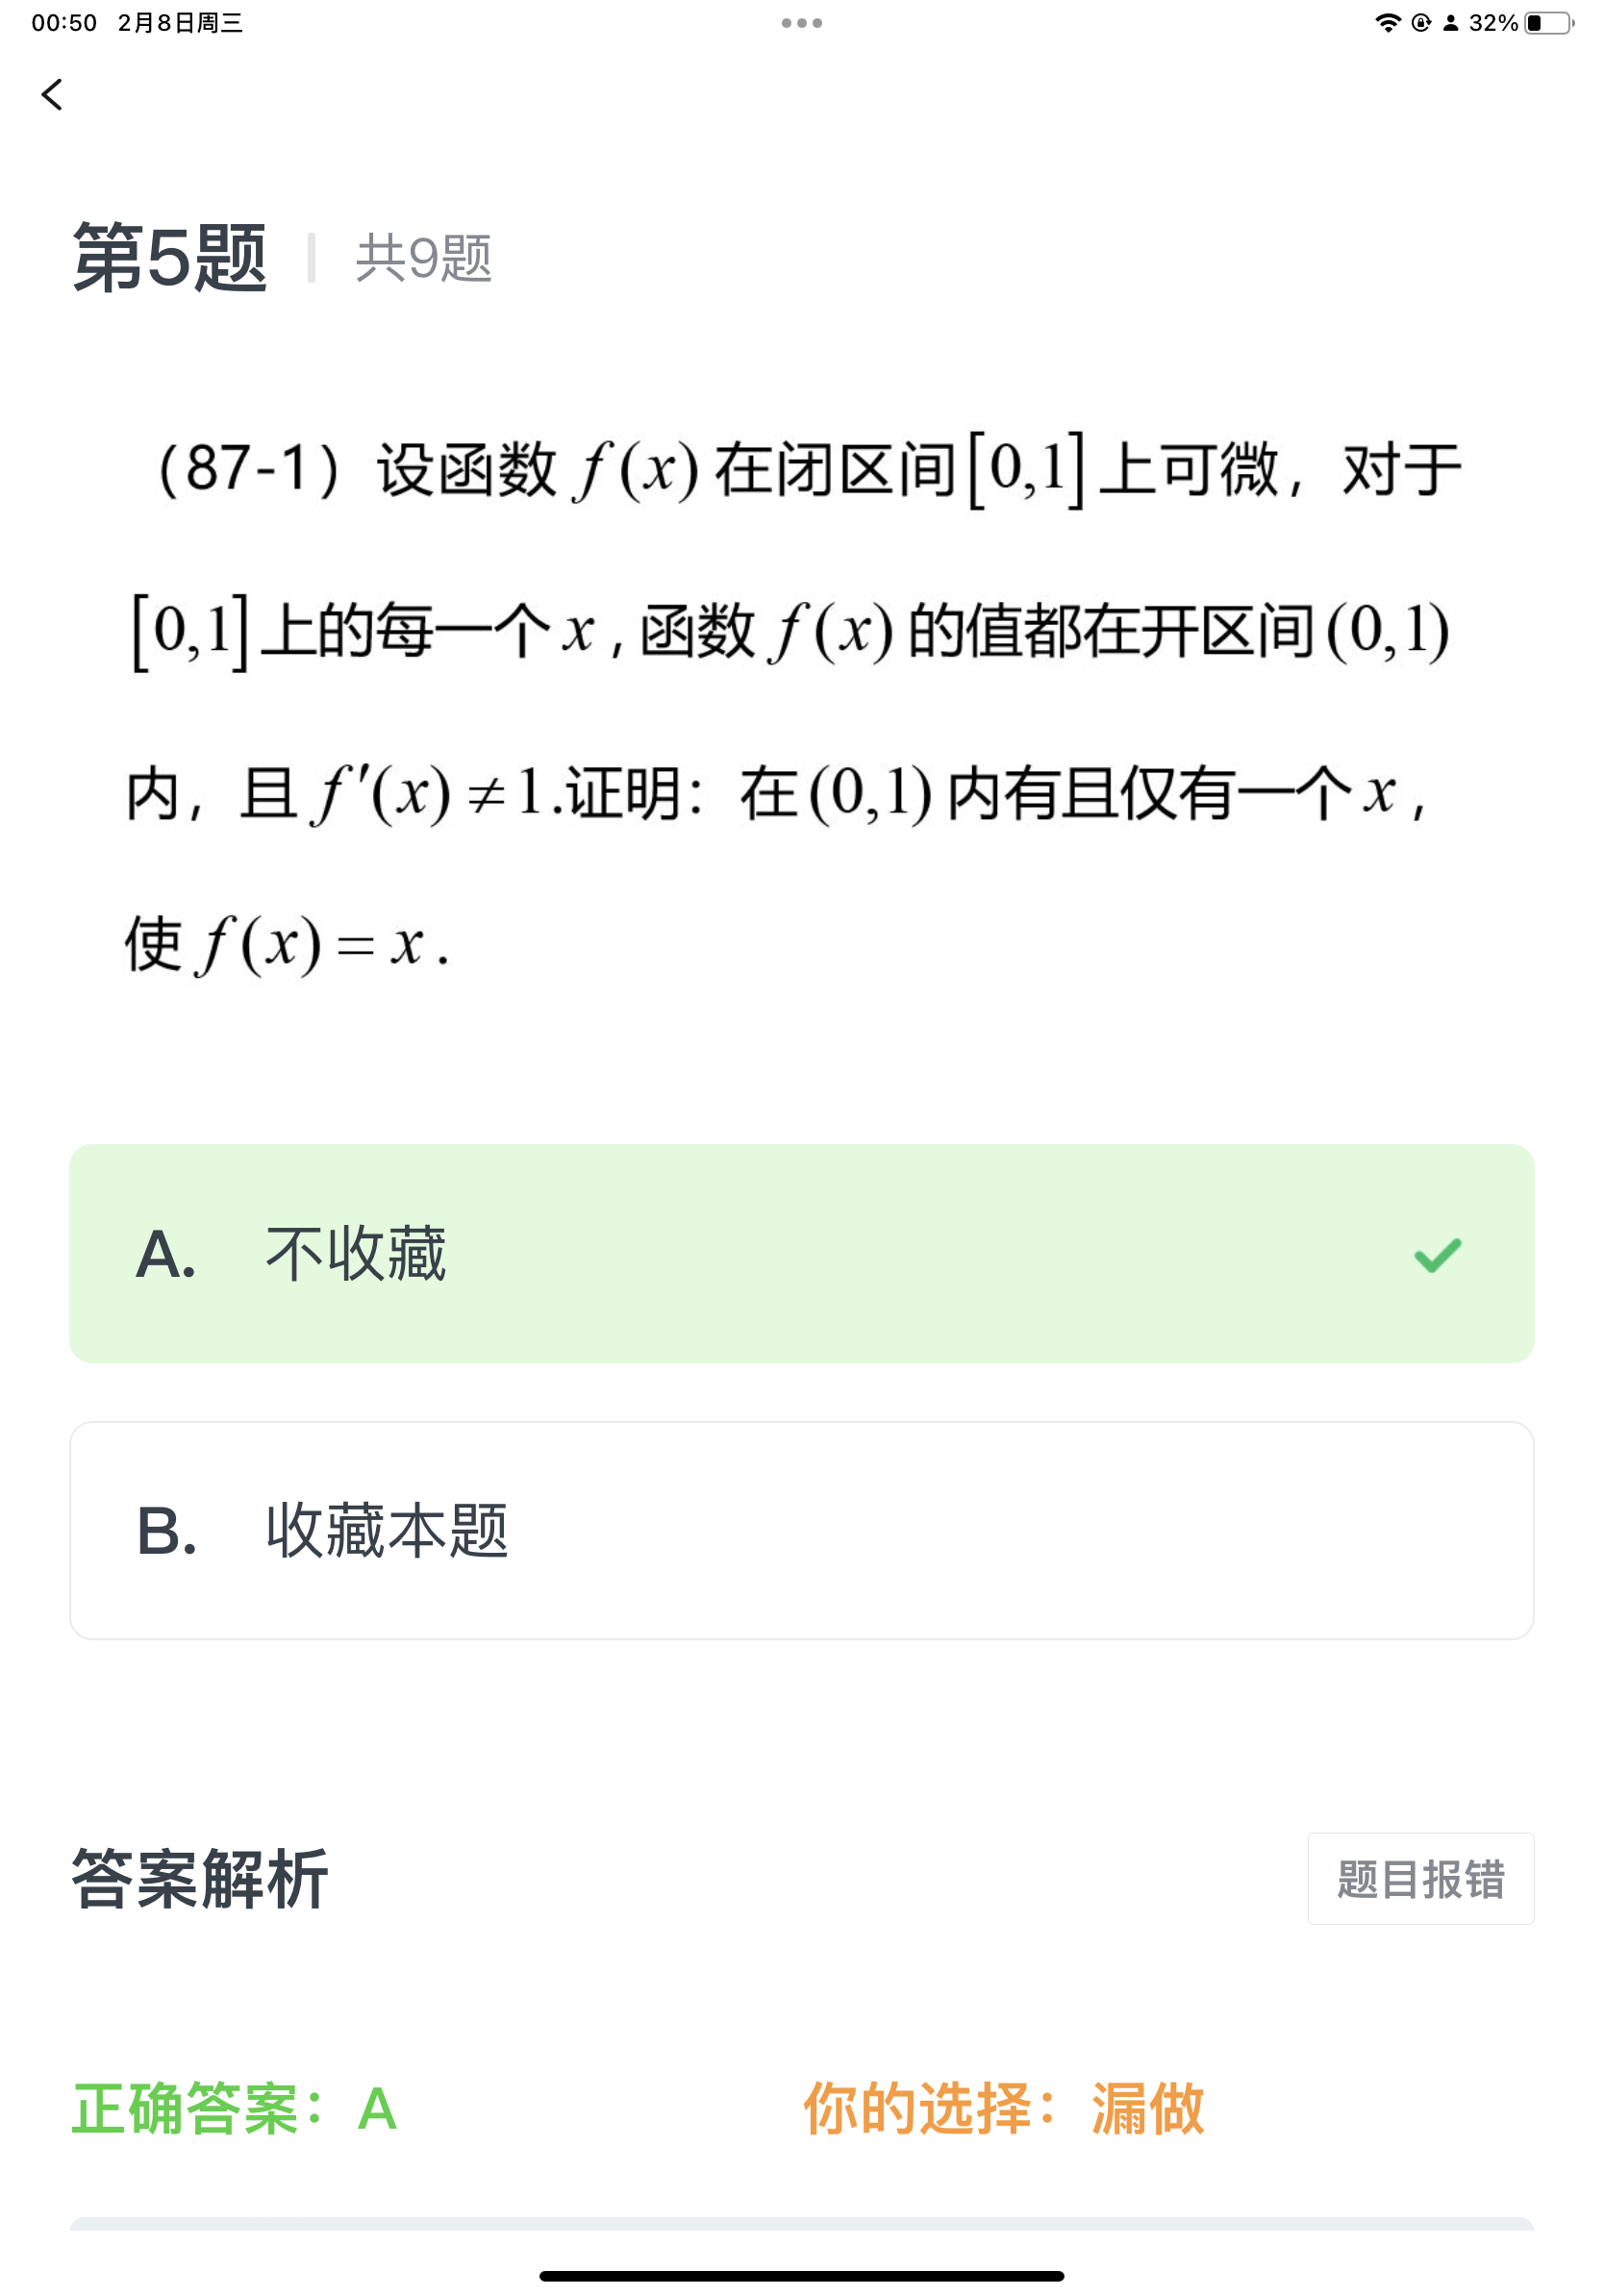 00:50 2月8日周三
32%
第5题 共9题
（87-1）设函数 f(x) 在闭区间[0,1]上可微，对于
[0,1]上的每一个 x , 函数 f(x) 的值都在开区间(0,1)
内，且 f′(x) ≠ 1.证明：在(0,1) 内有且仅有一个 x ，
使 f(x) = x .
A. 不收藏
B. 收藏本题
答案解析
题目报错
正确答案：A
你的选择：漏做